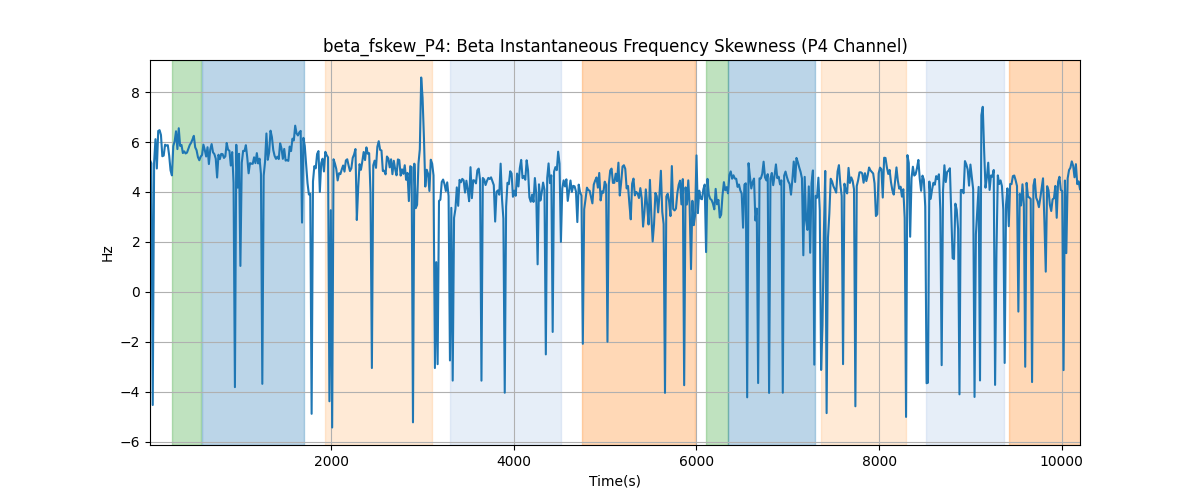 beta_fskew_P4: Beta Instantaneous Frequency Skewness (P4 Channel)
8
6
4
2
0
−2
−4
−6
Hz
2000 4000 6000 8000 10000
Time(s)